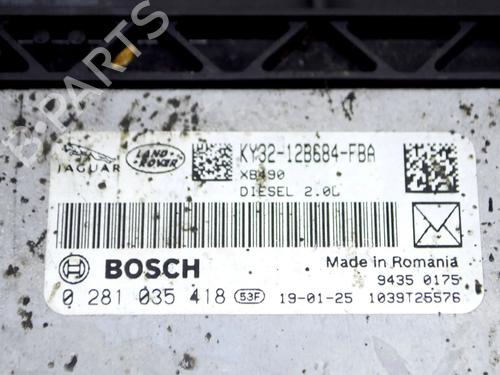 B-PARTS
JAGUAR
LAND ROVER
KY32-12B684-FBA
XB490
DIESEL 2.0L
BOSCH
Made in Romania
9435 0175
0 281 035 418 53F 19-01-25 1039T25576